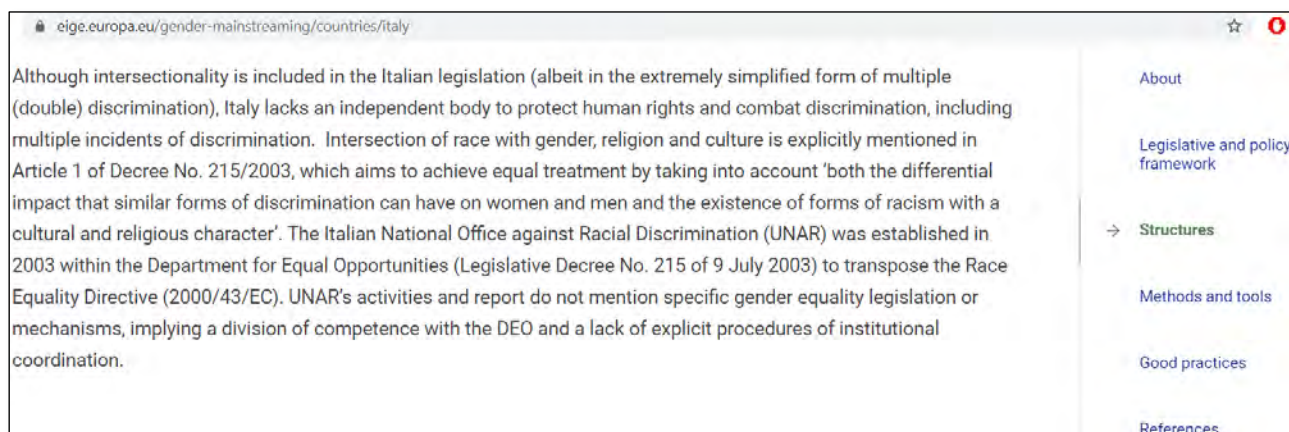 eige.europa.eu/gender-mainstreaming/countries/italy
Although intersectionality is included in the Italian legislation (albeit in the extremely simplified form of multiple
(double) discrimination), Italy lacks an independent body to protect human rights and combat discrimination, including
multiple incidents of discrimination. Intersection of race with gender, religion and culture is explicitly mentioned in
Article 1 of Decree No. 215/2003, which aims to achieve equal treatment by taking into account ‘both the differential
impact that similar forms of discrimination can have on women and men and the existence of forms of racism with a
cultural and religious character’. The Italian National Office against Racial Discrimination (UNAR) was established in
2003 within the Department for Equal Opportunities (Legislative Decree No. 215 of 9 July 2003) to transpose the Race
Equality Directive (2000/43/EC). UNAR’s activities and report do not mention specific gender equality legislation or
mechanisms, implying a division of competence with the DEO and a lack of explicit procedures of institutional
coordination.
About
Legislative and policy
framework
Structures
Methods and tools
Good practices
References